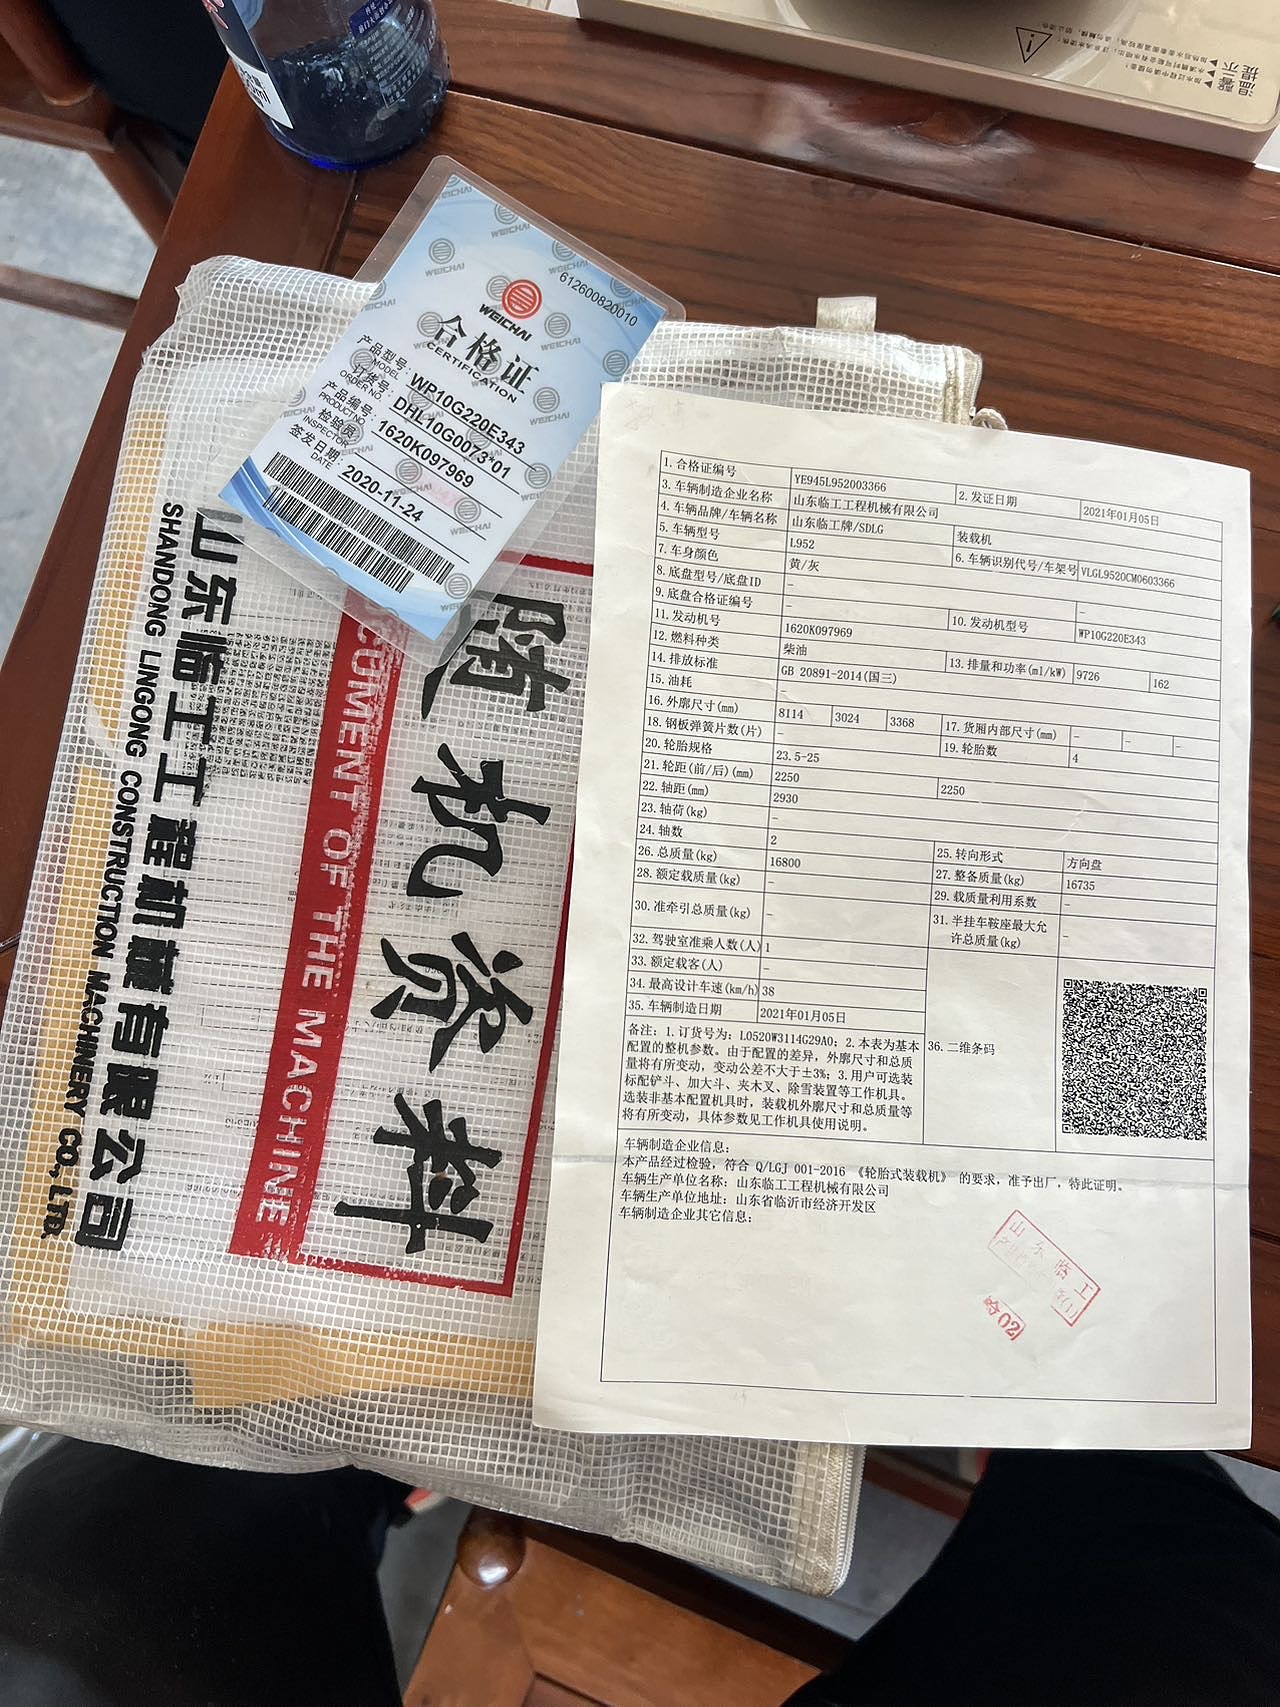 温馨
提示
WEICHAI
612600820010
WEICHAI
合格证
CERTIFICATION
产品型号: WP10G220E343
MODEL
订货号: DHL10G0073*01
ORDER NO.
产品编号: 1620K097969
PRODUCT NO.
检验员
INSPECTOR
签发日期: 2020-11-24
DATE
随机资料
DOCUMENT OF THE MACHINE
山东临工工程机械有限公司
SHANDONG LINGONG CONSTRUCTION MACHINERY CO., LTD.
1.合格证编号 YE945L952003366 2.发证日期 2021年01月05日
3.车辆制造企业名称 山东临工工程机械有限公司
4.车辆品牌/车辆名称 山东临工牌/SDLG 装载机
5.车辆型号 L952 6.车辆识别代号/车架号 VLGL9520CM0603366
7.车身颜色 黄/灰
8.底盘型号/底盘ID - -
9.底盘合格证编号 - 10.发动机型号 WP10G220E343
11.发动机号 1620K097969
12.燃料种类 柴油 13.排量和功率(ml/kW) 9726 162
14.排放标准 GB 20891-2014(国三)
15.油耗 -
16.外廓尺寸(mm) 8114 3024 3368 17.货厢内部尺寸(mm) - - -
18.钢板弹簧片数(片) - 19.轮胎数 4
20.轮胎规格 23.5-25
21.轮距(前/后)(mm) 2250 2250
22.轴距(mm) 2930
23.轴荷(kg) -
24.轴数 2 25.转向形式 方向盘
26.总质量(kg) 16800 27.整备质量(kg) 16735
28.额定载质量(kg) - 29.载质量利用系数 -
30.准牵引总质量(kg) - 31.半挂车鞍座最大允
许总质量(kg) -
32.驾驶室准乘人数(人) 1
33.额定载客(人) -
34.最高设计车速(km/h) 38
35.车辆制造日期 2021年01月05日
36.二维条码
备注: 1.订货号为: L0520W3114G29A0; 2.本表为基本
配置的整机参数。由于配置的差异, 外廓尺寸和总质
量将有所变动, 变动公差不大于±3%; 3.用户可选装
标配铲斗、加大斗、夹木叉、除雪装置等工作机具。
选装非基本配置机具时, 装载机外廓尺寸和总质量等
将有所变动, 具体参数见工作机具使用说明。
车辆制造企业信息:
本产品经过检验, 符合 Q/LGJ 001-2016 《轮胎式装载机》 的要求, 准予出厂, 特此证明。
车辆生产单位名称: 山东临工工程机械有限公司
车辆生产单位地址: 山东省临沂市经济开发区
车辆制造企业其它信息:
山东临工
02